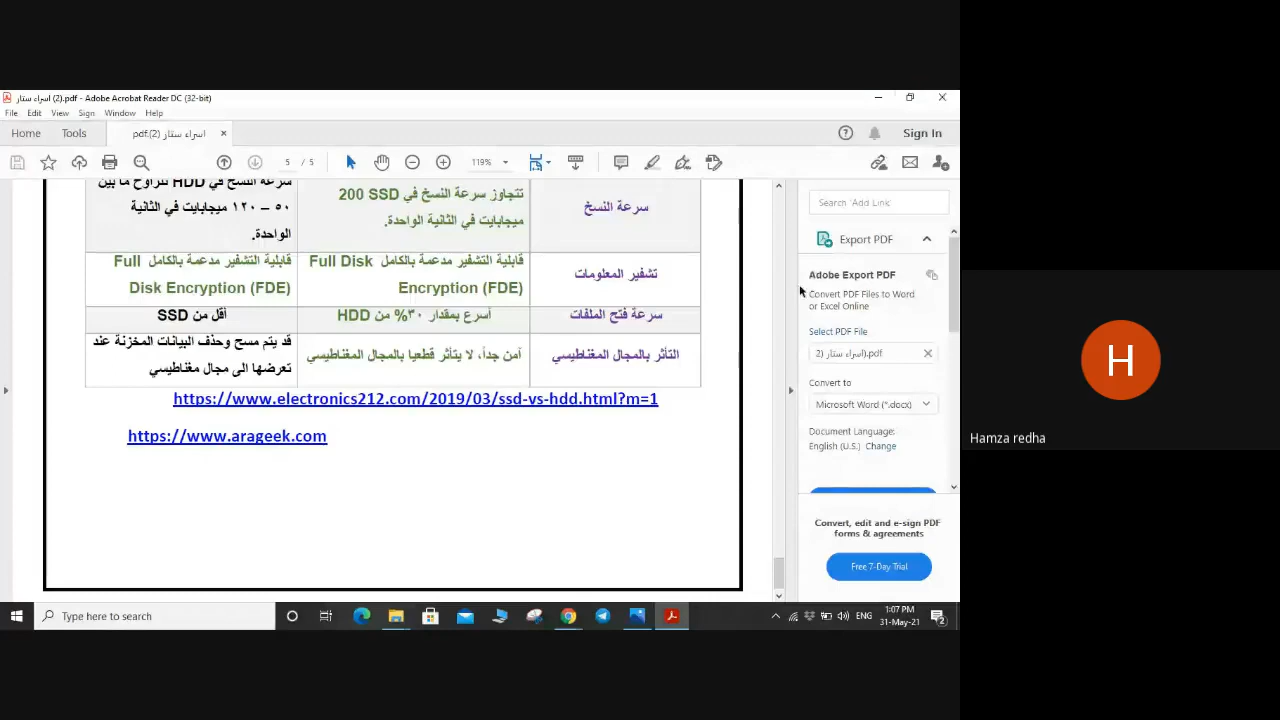 اسراء ستار (2).pdf - Adobe Acrobat Reader DC (32-bit)
File Edit View Sign Window Help
Home Tools
اسراء ستار (2).pdf
Sign In
5 / 5
119%
سرعة النسخ
تتجاوز سرعة النسخ في SSD 200
ميجابايت في الثانية الواحدة.
سرعة النسخ في HDD تتراوح ما بين
٥٠ – ١٢٠ ميجابايت في الثانية
الواحدة.
تشفير المعلومات
قابلية التشفير مدعمة بالكامل Full Disk
Encryption (FDE)
قابلية التشفير مدعمة بالكامل Full
Disk Encryption (FDE)
سرعة فتح الملفات
أسرع بمقدار ٣٠% من HDD
أقل من SSD
التأثر بالمجال المغناطيسي
آمن جداً، لا يتأثر قطعيا بالمجال المغناطيسي
قد يتم مسح وحذف البيانات المخزنة عند
تعرضها الى مجال مغناطيسي
https://www.electronics212.com/2019/03/ssd-vs-hdd.html?m=1
https://www.arageek.com
Search 'Add Link'
Export PDF
Adobe Export PDF
Convert PDF Files to Word
or Excel Online
Select PDF File
اسراء ستار (2).pdf
Convert to
Microsoft Word (*.docx)
Document Language:
English (U.S.) Change
Convert, edit and e-sign PDF
forms & agreements
Free 7-Day Trial
Type here to search
ENG
1:07 PM
31-May-21
2
H
Hamza redha